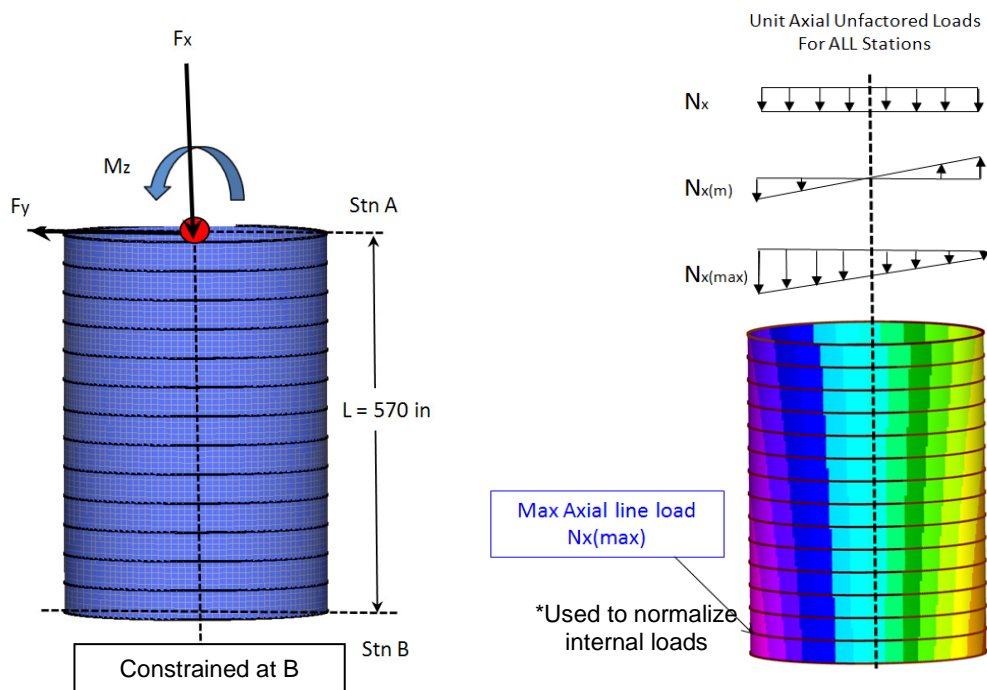 Fx
Mz
Fy
Stn A
L = 570 in
Stn B
Constrained at B
Unit Axial Unfactored Loads
For ALL Stations
Nx
Nx(m)
Nx(max)
Max Axial line load
Nx(max)
*Used to normalize
internal loads